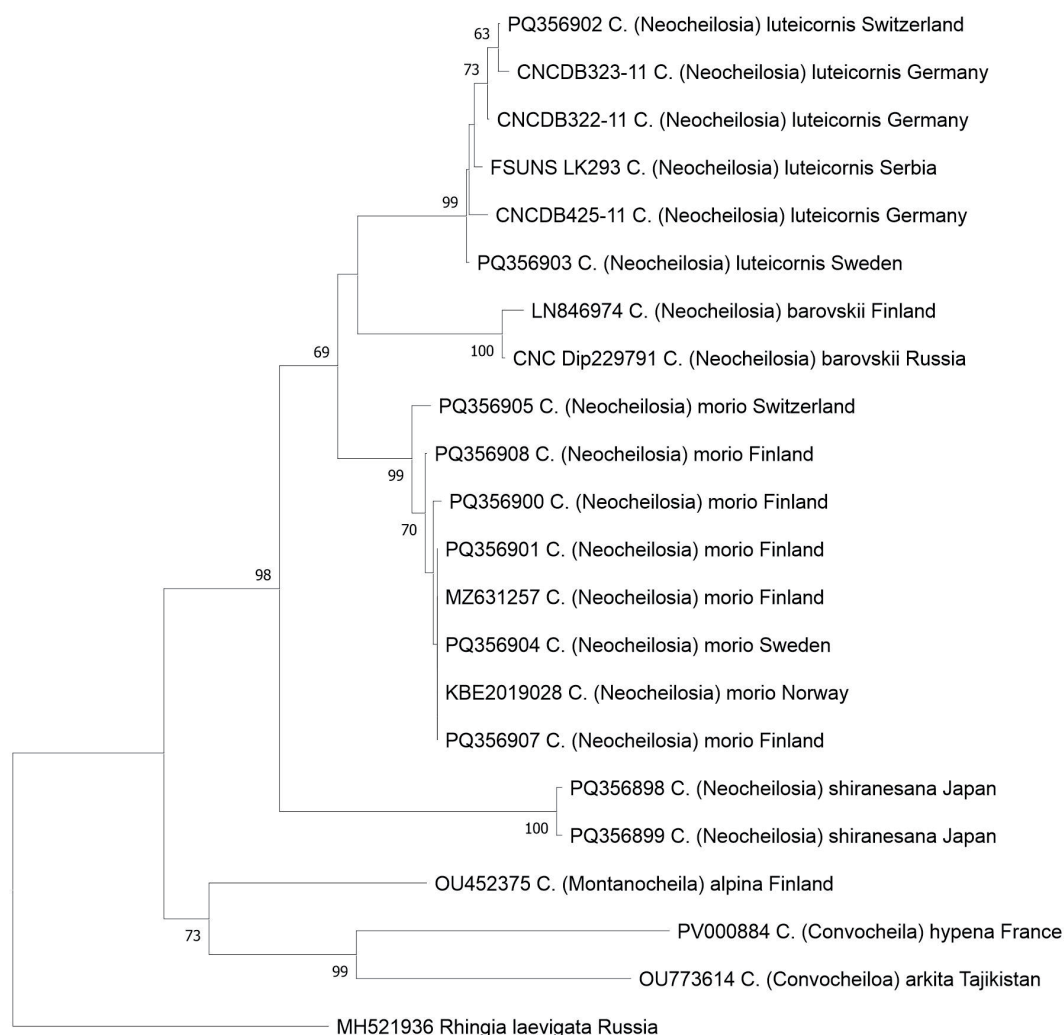 63
PQ356902 C. (Neocheilosia) luteicornis Switzerland
73
CNCDB323-11 C. (Neocheilosia) luteicornis Germany
CNCDB322-11 C. (Neocheilosia) luteicornis Germany
FSUNS LK293 C. (Neocheilosia) luteicornis Serbia
99
CNCDB425-11 C. (Neocheilosia) luteicornis Germany
PQ356903 C. (Neocheilosia) luteicornis Sweden
LN846974 C. (Neocheilosia) barovskii Finland
69
100
CNC Dip229791 C. (Neocheilosia) barovskii Russia
PQ356905 C. (Neocheilosia) morio Switzerland
PQ356908 C. (Neocheilosia) morio Finland
99
PQ356900 C. (Neocheilosia) morio Finland
70
PQ356901 C. (Neocheilosia) morio Finland
98
MZ631257 C. (Neocheilosia) morio Finland
PQ356904 C. (Neocheilosia) morio Sweden
KBE2019028 C. (Neocheilosia) morio Norway
PQ356907 C. (Neocheilosia) morio Finland
PQ356898 C. (Neocheilosia) shiranesana Japan
100
PQ356899 C. (Neocheilosia) shiranesana Japan
OU452375 C. (Montanocheila) alpina Finland
73
PV000884 C. (Convocheila) hypena France
99
OU773614 C. (Convocheiloa) arkita Tajikistan
MH521936 Rhingia laevigata Russia